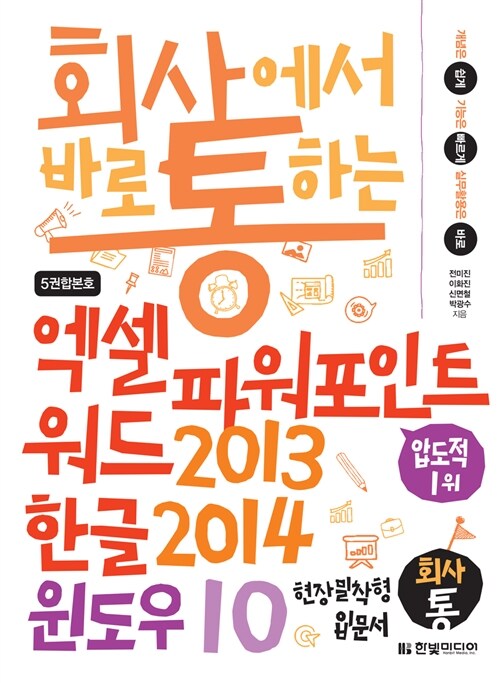 회사에서
바로 통하는
개념은 쉽게 기능은 빠르게 실무활용은 바로
전미진
이화진
신면철
박광수
지음
5권합본호
엑셀 파워포인트
워드 2013
한글 2014
윈도우 10
압도적
1위
현장밀착형
입문서
회사
통
HB 한빛미디어
Hanbit Media, Inc.